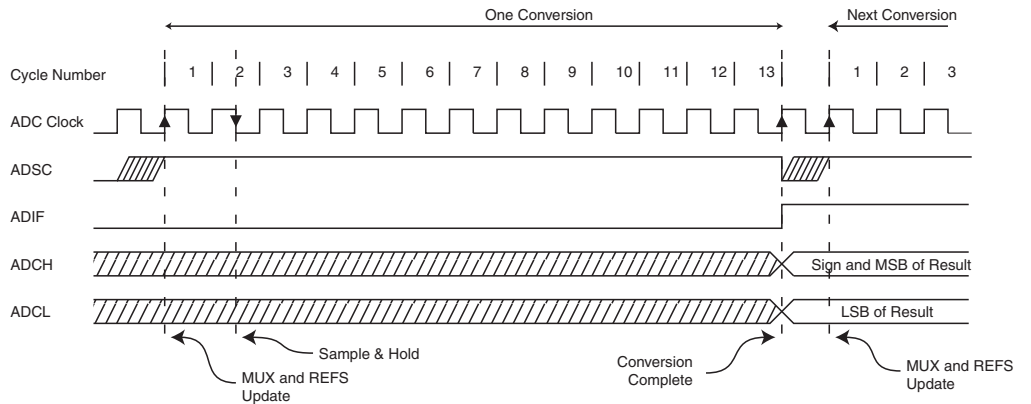 One Conversion Next Conversion
Cycle Number 1 2 3 4 5 6 7 8 9 10 11 12 13 1 2 3
ADC Clock
ADSC
ADIF
ADCH Sign and MSB of Result
ADCL LSB of Result
Sample & Hold
MUX and REFS
Update
Conversion
Complete
MUX and REFS
Update